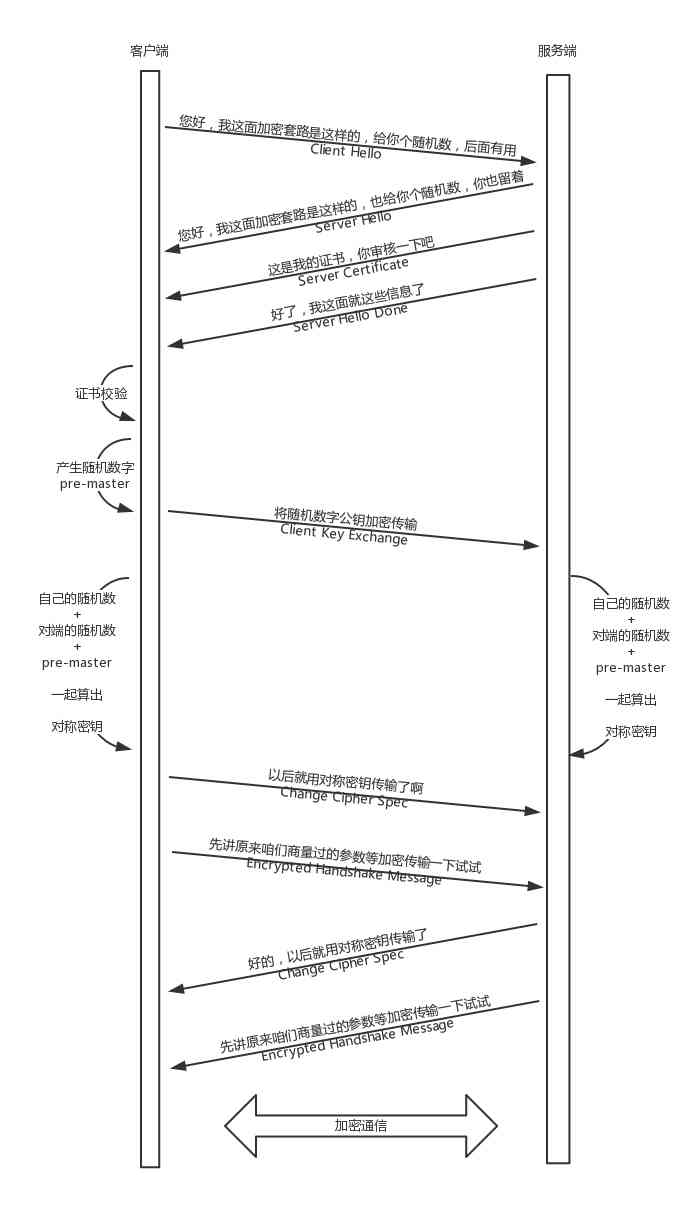 客户端
服务端
您好，我这面加密套路是这样的，给你个随机数，后面有用
Client Hello
您好，我这面加密套路是这样的，也给你个随机数，你也留着
Server Hello
这是我的证书，你审核一下吧
Server Certificate
好了，我这面就这些信息了
Server Hello Done
证书校验
产生随机数字
pre-master
将随机数字公钥加密传输
Client Key Exchange
自己的随机数
+
对端的随机数
+
pre-master
一起算出
对称密钥
自己的随机数
+
对端的随机数
+
pre-master
一起算出
对称密钥
以后就用对称密钥传输了啊
Change Cipher Spec
先讲原来咱们商量过的参数等加密传输一下试试
Encrypted Handshake Message
好的，以后就用对称密钥传输了
Change Cipher Spec
先讲原来咱们商量过的参数等加密传输一下试试
Encrypted Handshake Message
加密通信